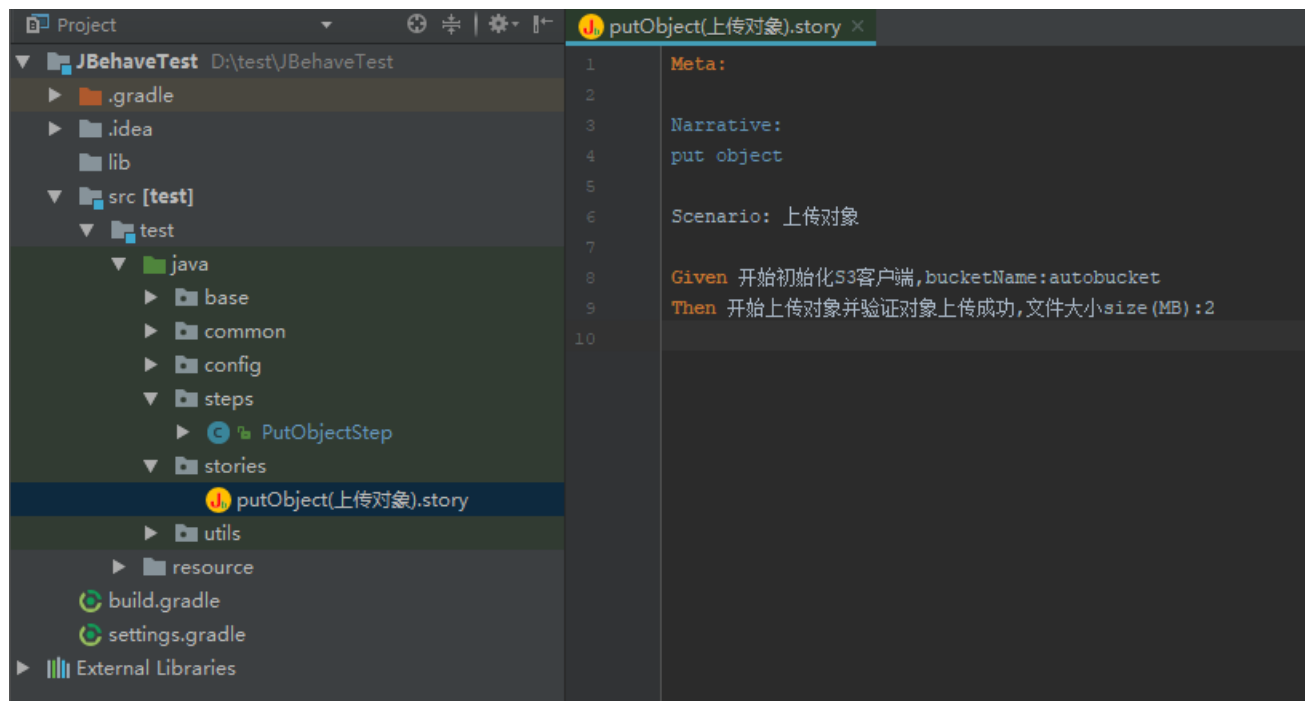 Project
JBehaveTest D:\test\JBehaveTest
.gradle
.idea
lib
src [test]
test
java
base
common
config
steps
PutObjectStep
stories
putObject(上传对象).story
utils
resource
build.gradle
settings.gradle
External Libraries
putObject(上传对象).story
1 Meta:
2
3 Narrative:
4 put object
5
6 Scenario: 上传对象
7
8 Given 开始初始化S3客户端,bucketName:autobucket
9 Then 开始上传对象并验证对象上传成功,文件大小size(MB):2
10